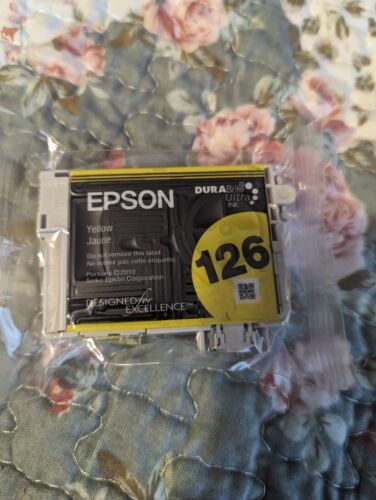 EPSON
DURABrite
Ultra
INK
Yellow
Jaune
Do not remove this label.
Ne retirez pas cette étiquette.
Portions ©2010
Seiko Epson Corporation
126
DESIGNED for
EXCELLENCE™